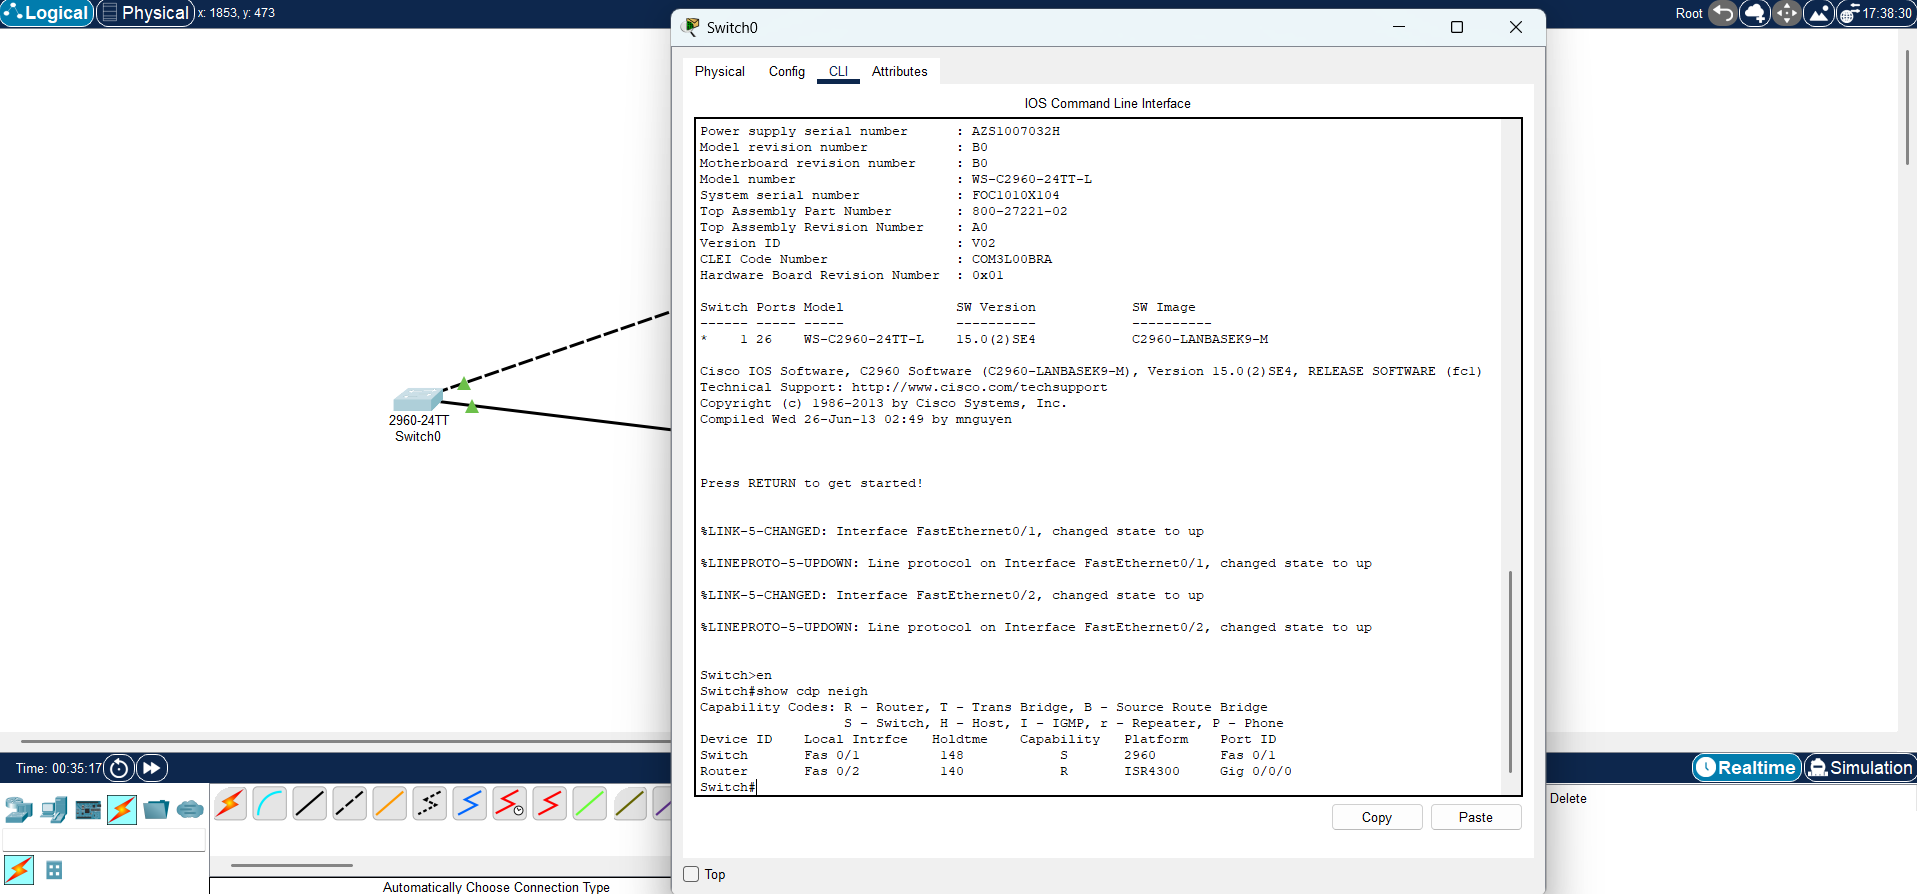 Logical Physical x: 1853, y: 473
Root 17:38:30
Switch0
Physical Config CLI Attributes
IOS Command Line Interface
Power supply serial number : AZS1007032H
Model revision number : B0
Motherboard revision number : B0
Model number : WS-C2960-24TT-L
System serial number : FOC1010X104
Top Assembly Part Number : 800-27221-02
Top Assembly Revision Number : A0
Version ID : V02
CLEI Code Number : COM3L00BRA
Hardware Board Revision Number : 0x01
Switch Ports Model SW Version SW Image
------ ----- ----- ---------- ----------
* 1 26 WS-C2960-24TT-L 15.0(2)SE4 C2960-LANBASEK9-M
Cisco IOS Software, C2960 Software (C2960-LANBASEK9-M), Version 15.0(2)SE4, RELEASE SOFTWARE (fc1)
Technical Support: http://www.cisco.com/techsupport
Copyright (c) 1986-2013 by Cisco Systems, Inc.
Compiled Wed 26-Jun-13 02:49 by mnguyen
Press RETURN to get started!
%LINK-5-CHANGED: Interface FastEthernet0/1, changed state to up
%LINEPROTO-5-UPDOWN: Line protocol on Interface FastEthernet0/1, changed state to up
%LINK-5-CHANGED: Interface FastEthernet0/2, changed state to up
%LINEPROTO-5-UPDOWN: Line protocol on Interface FastEthernet0/2, changed state to up
Switch>en
Switch#show cdp neigh
Capability Codes: R - Router, T - Trans Bridge, B - Source Route Bridge
S - Switch, H - Host, I - IGMP, r - Repeater, P - Phone
Device ID Local Intrfce Holdtme Capability Platform Port ID
Switch Fas 0/1 148 S 2960 Fas 0/1
Router Fas 0/2 140 R ISR4300 Gig 0/0/0
Switch#
Copy Paste
Top
2960-24TT
Switch0
Time: 00:35:17
Realtime Simulation
Delete
Automatically Choose Connection Type